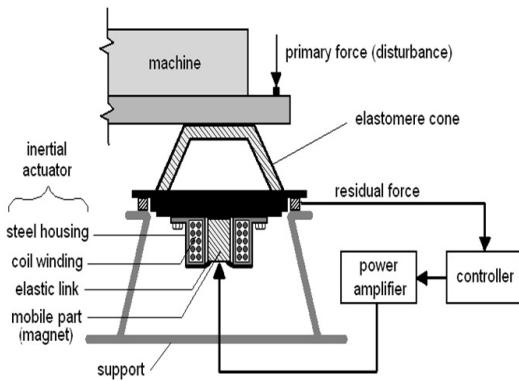 machine
primary force (disturbance)
elastomere cone
inertial
actuator
residual force
steel housing
coil winding
elastic link
mobile part
(magnet)
power
amplifier
controller
support